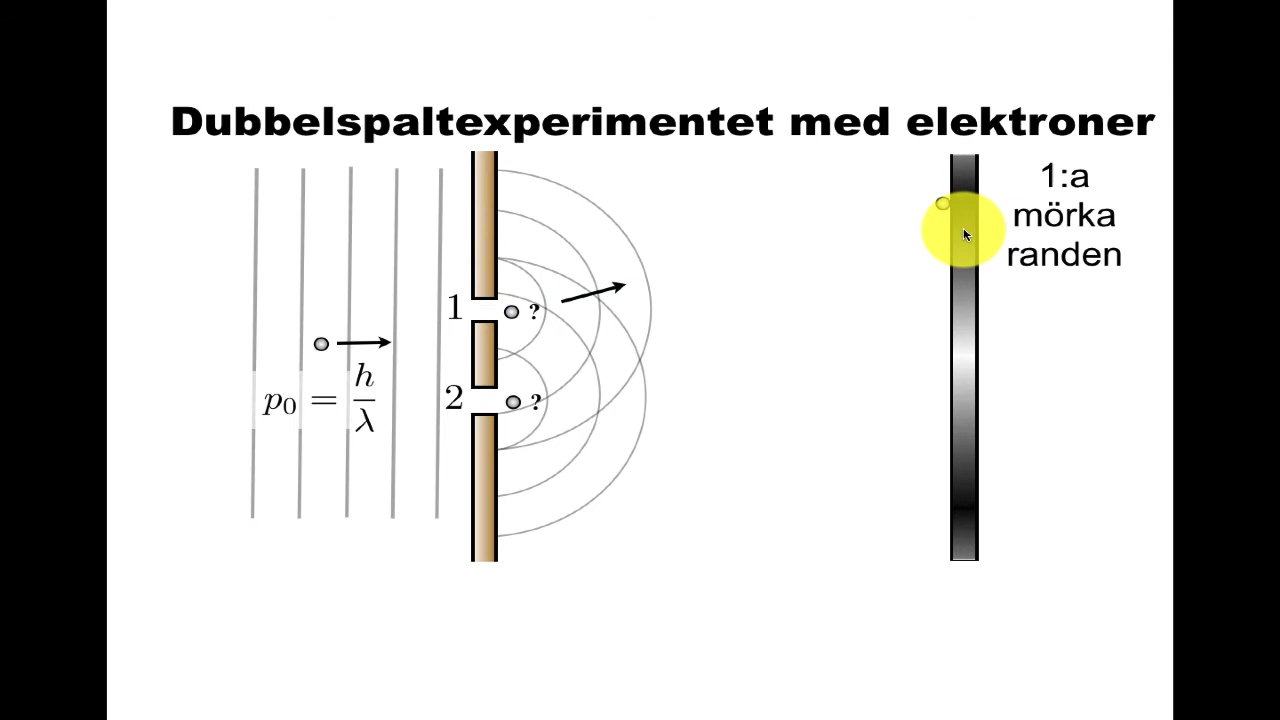 Dubbelspaltexperimentet med elektroner
1:a
mörka
randen
1 ?
p₀ = h/λ
2 ?